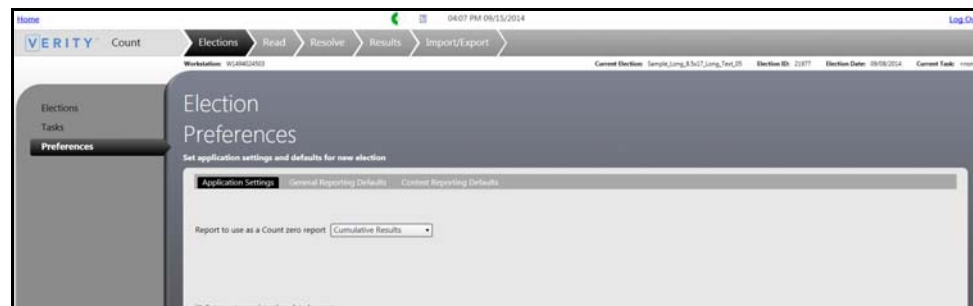 Home 04:07 PM 09/15/2014 Log O
VERITY Count Elections Read Resolve Results Import/Export
Workstation: W1494024503 Current Election: Sample_Long_8.5x17_Long_Text_05 Election ID: 21877 Election Date: 09/08/2014 Current Task:
Election
Preferences
Set application settings and defaults for new election
Elections
Tasks
Preferences
Application Settings General Reporting Defaults Contest Reporting Defaults
Report to use as a Count zero report Cumulative Results